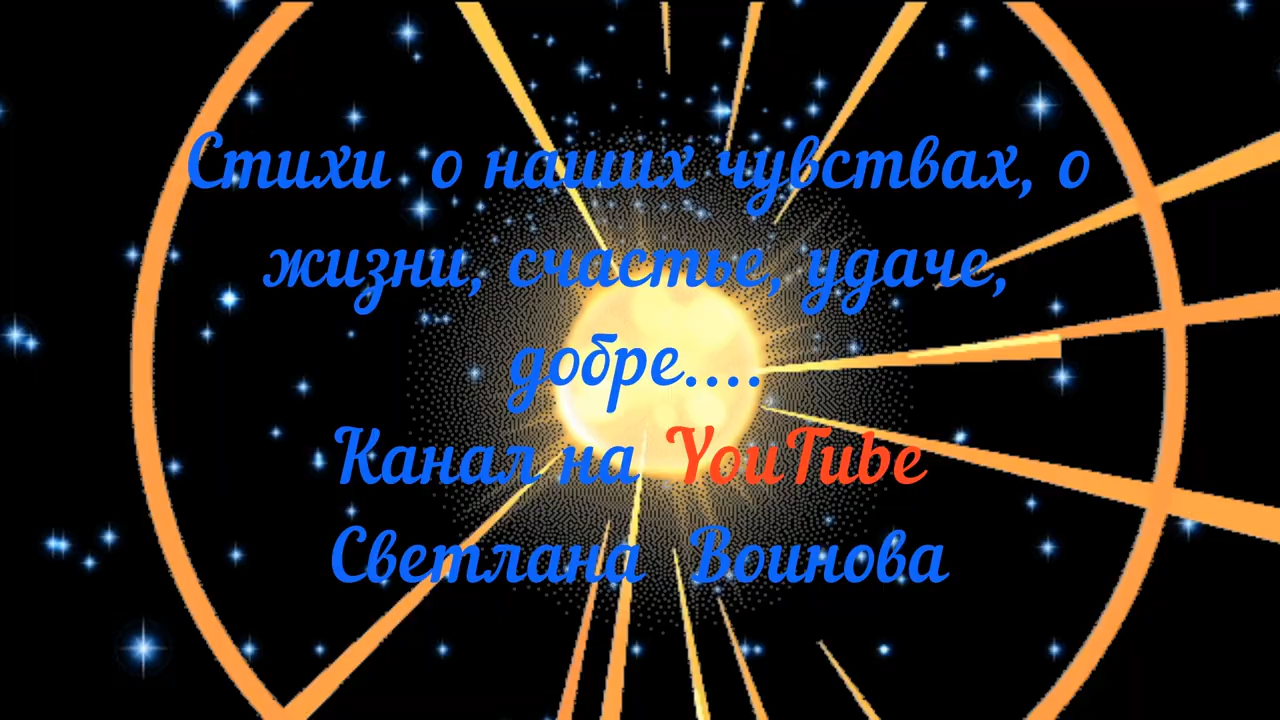 Стихи о наших чувствах, о
жизни, счастье, удаче,
добре....
Канал на YouTube
Светлана Воинова